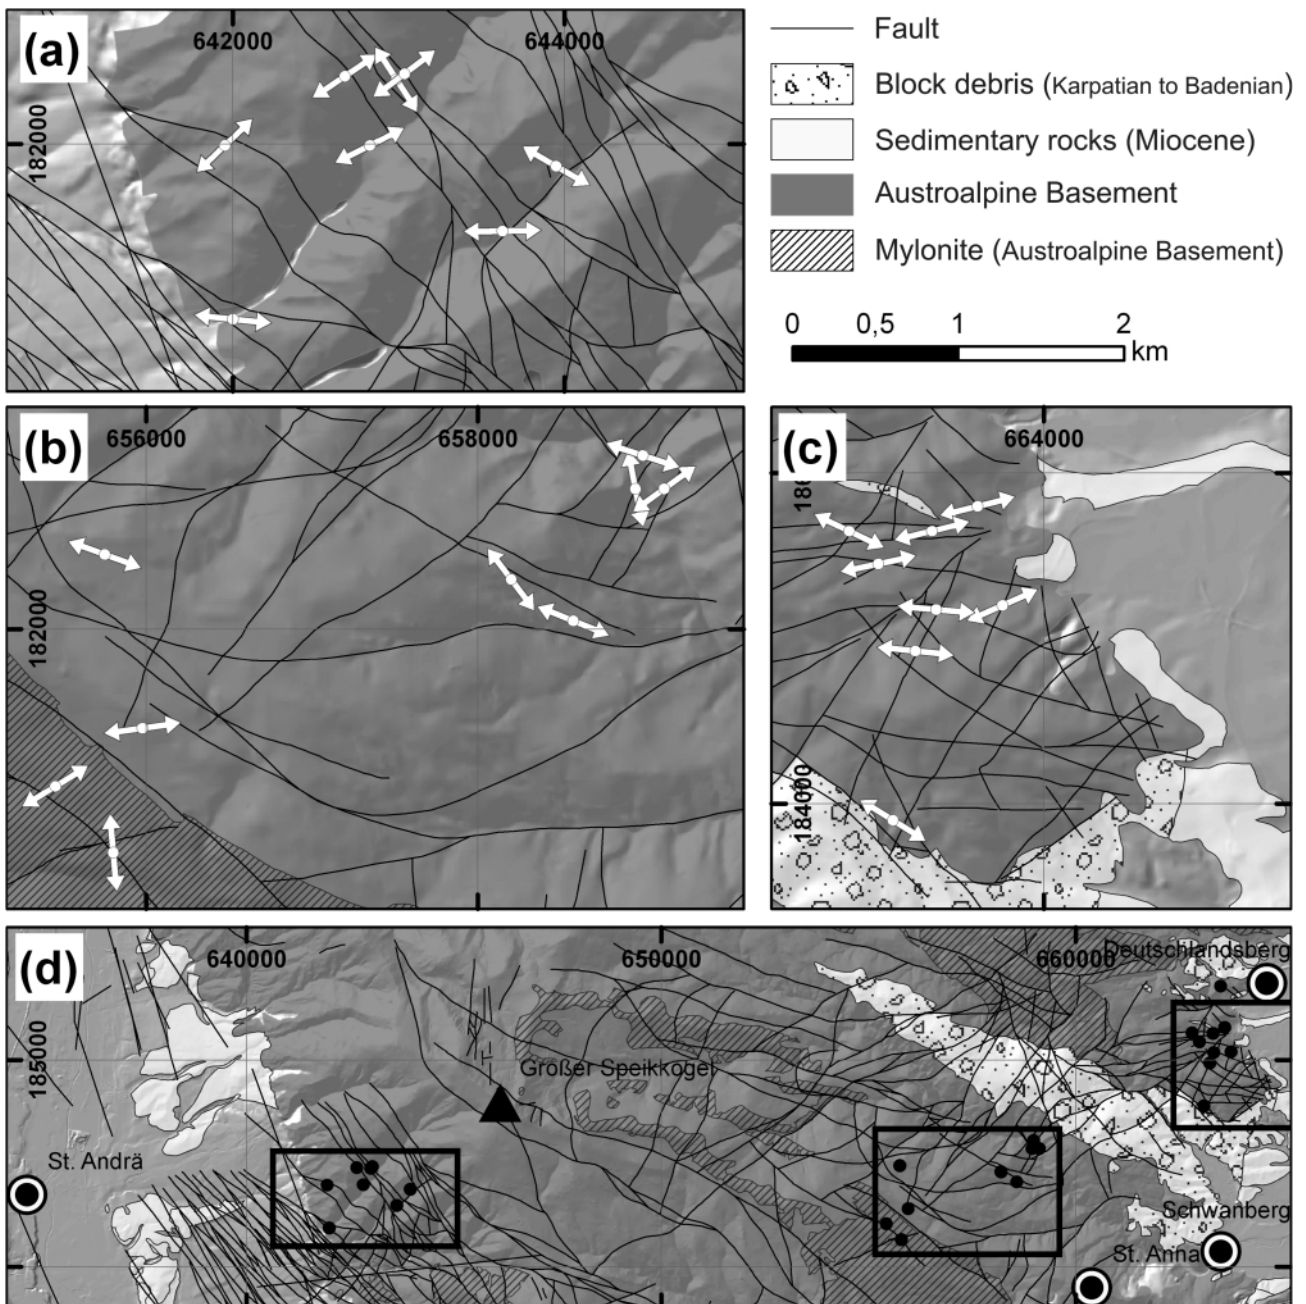 (a)
642000
644000
182000
Fault
Block debris (Karpatian to Badenian)
Sedimentary rocks (Miocene)
Austroalpine Basement
Mylonite (Austroalpine Basement)
0 0,5 1 2
km
(b)
656000
658000
182000
(c)
664000
184000
(d)
640000
650000
660000
185000
Deutschlandsberg
Großer Speikkogel
St. Andrä
Schwanberg
St. Anna